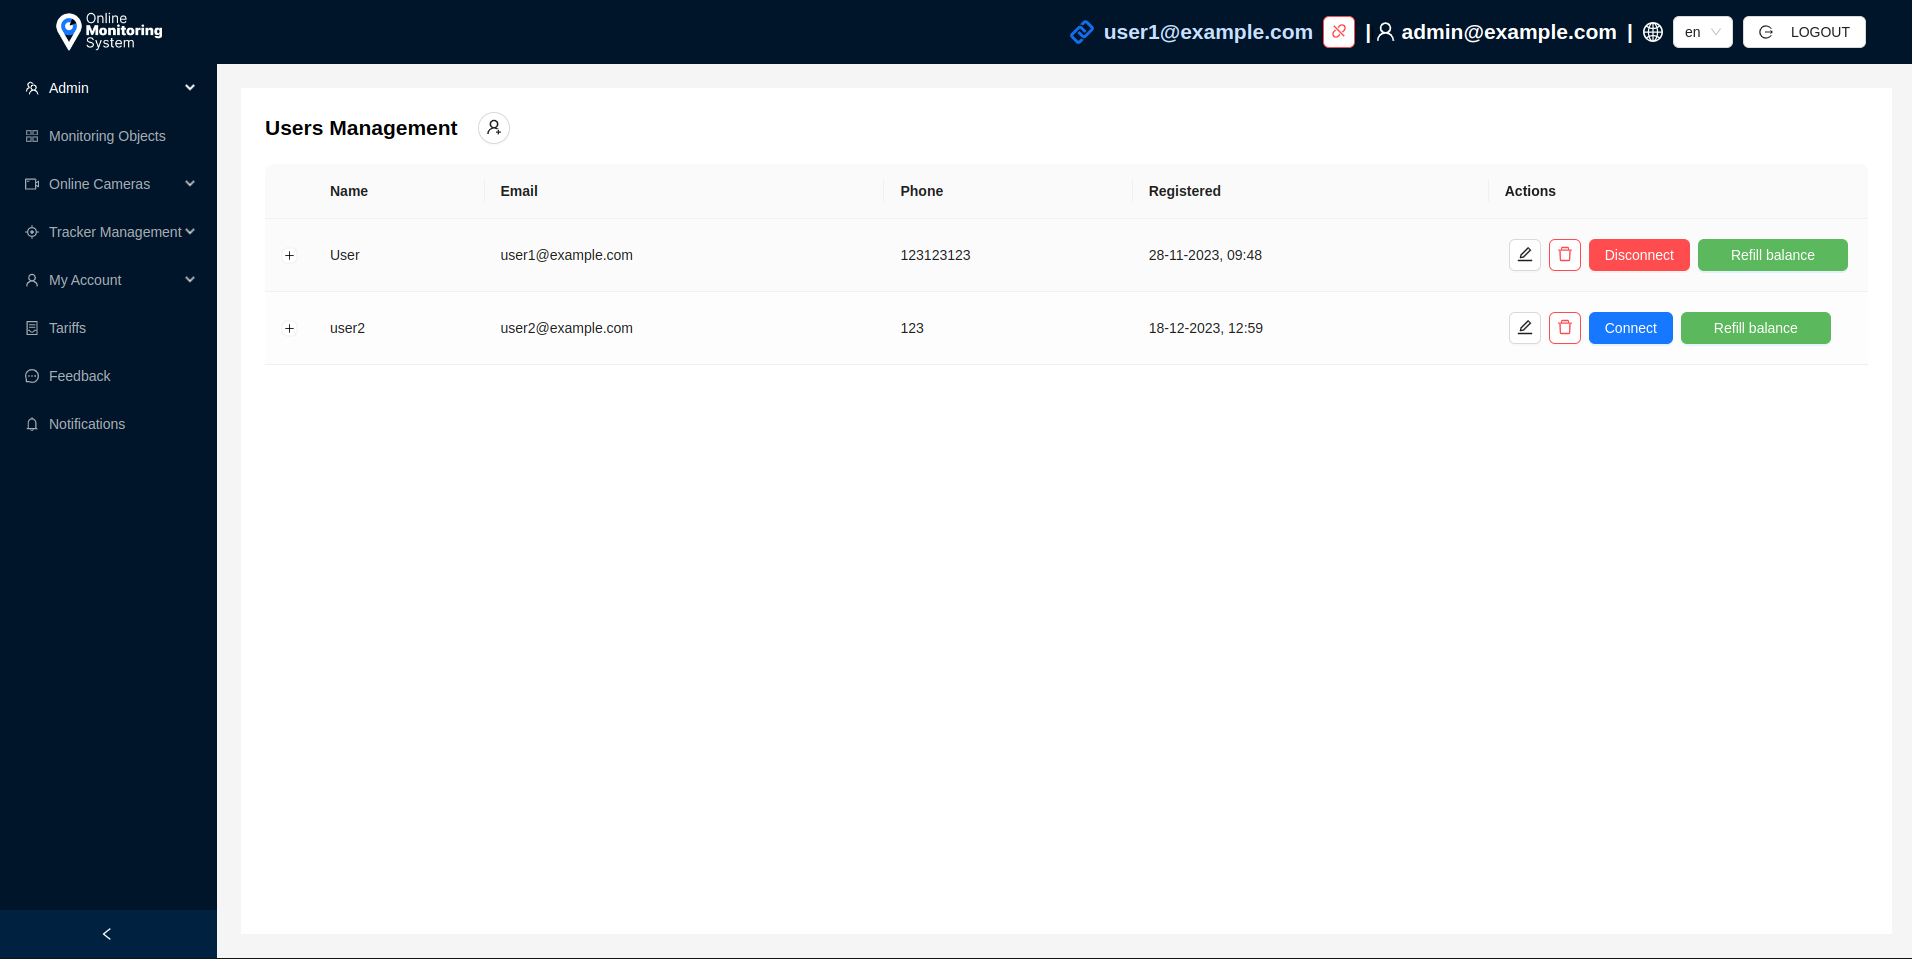 Online
Monitoring
System
user1@example.com | admin@example.com | en LOGOUT
Admin
Monitoring Objects
Online Cameras
Tracker Management
My Account
Tariffs
Feedback
Notifications
Users Management
Name Email Phone Registered Actions
User user1@example.com 123123123 28-11-2023, 09:48 Disconnect Refill balance
user2 user2@example.com 123 18-12-2023, 12:59 Connect Refill balance